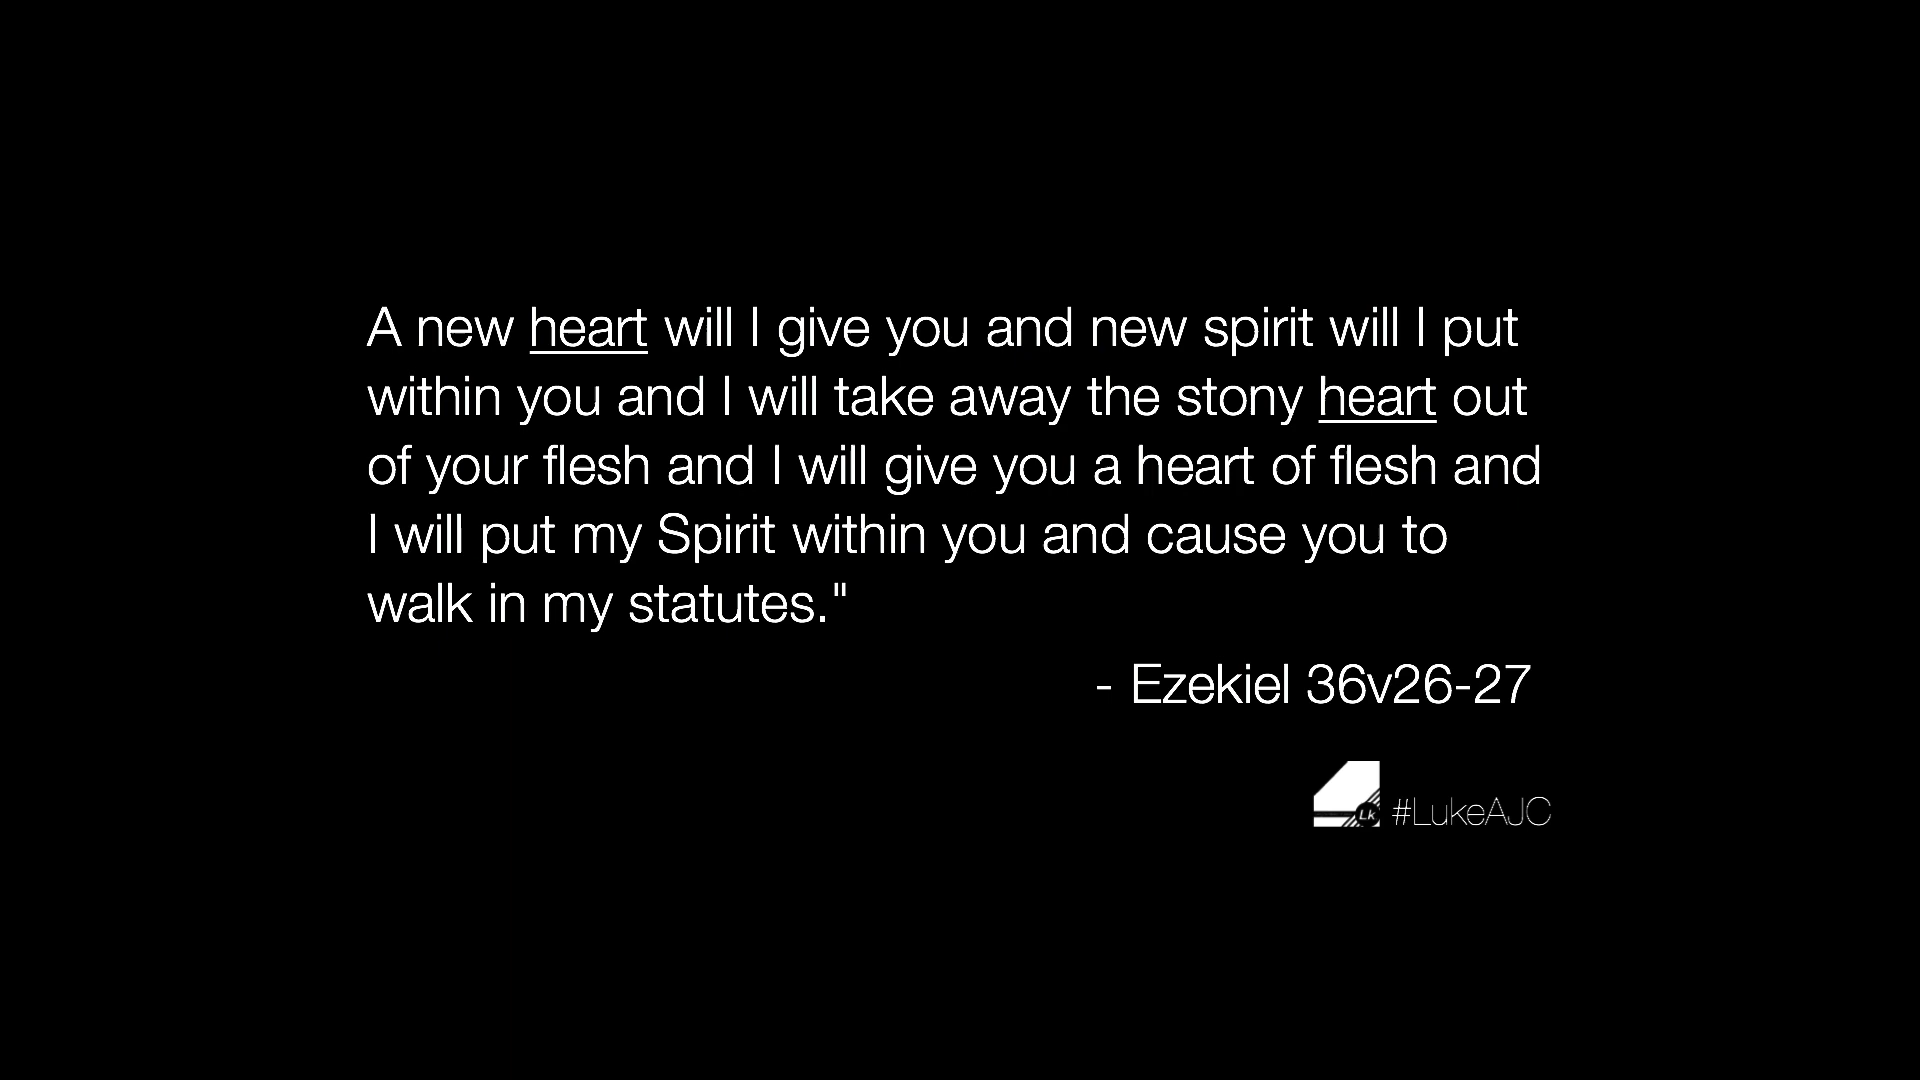 A new heart will I give you and new spirit will I put
within you and I will take away the stony heart out
of your flesh and I will give you a heart of flesh and
I will put my Spirit within you and cause you to
walk in my statutes."
- Ezekiel 36v26-27
Lk #LukeAJC